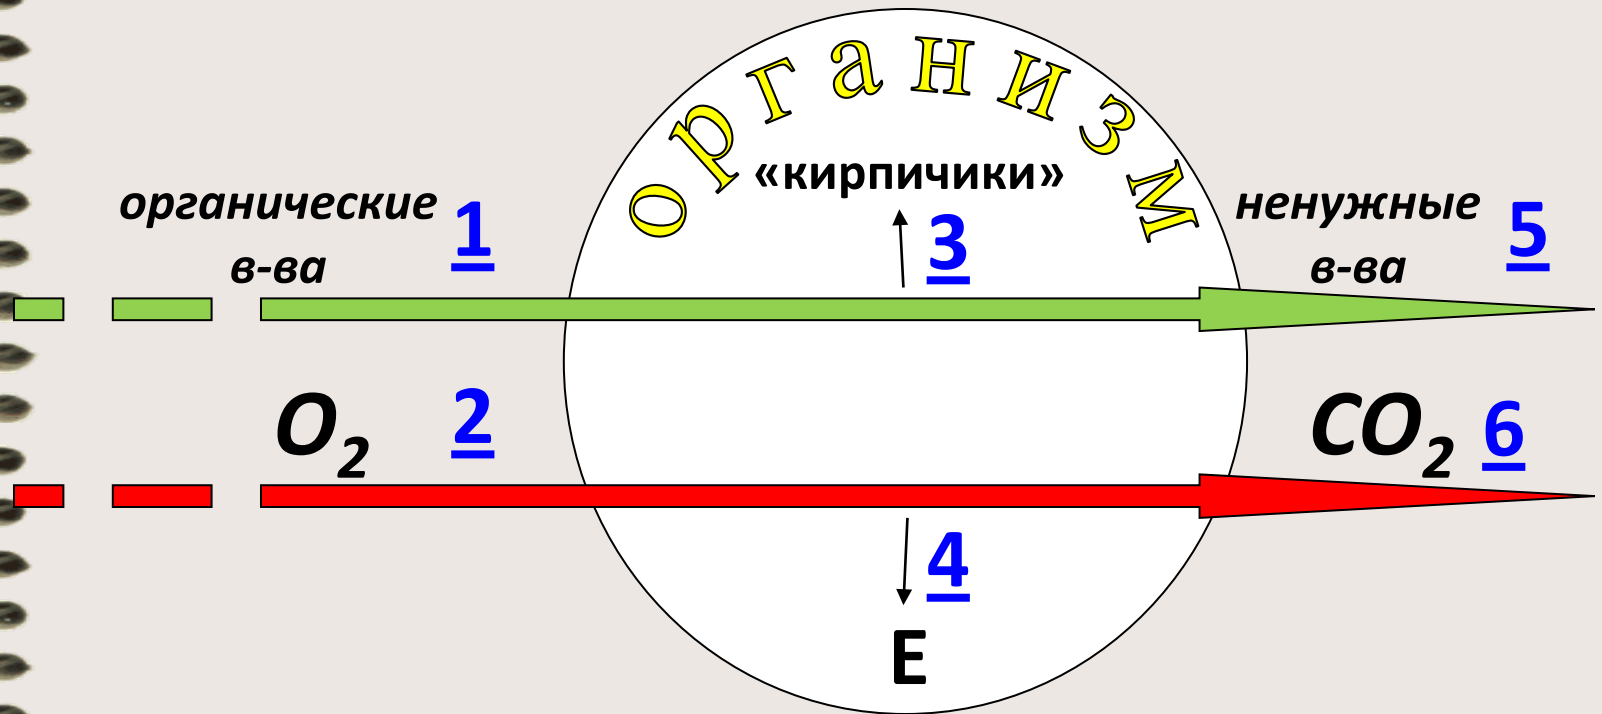 организм
«кирпичики»
органические 1
в-ва
3
ненужные 5
в-ва
O2 2
CO2 6
4
E